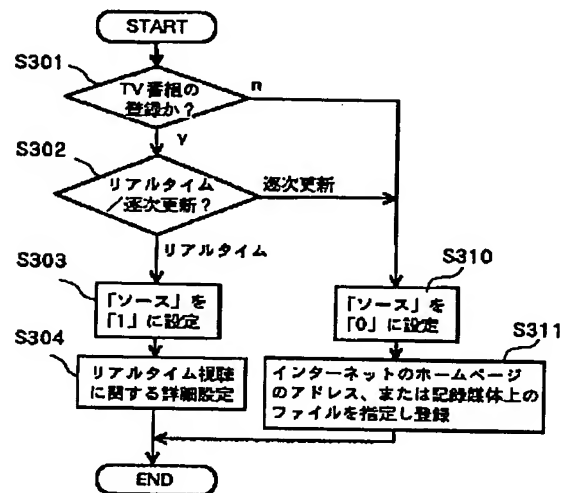 START
S301
TV番組の
登録か？
n
y
S302
リアルタイム
／逐次更新？
逐次更新
リアルタイム
S303
「ソース」を
「1」に設定
S310
「ソース」を
「0」に設定
S304
リアルタイム視聴
に関する詳細設定
S311
インターネットのホームページ
のアドレス、または記録媒体上の
ファイルを指定し登録
END